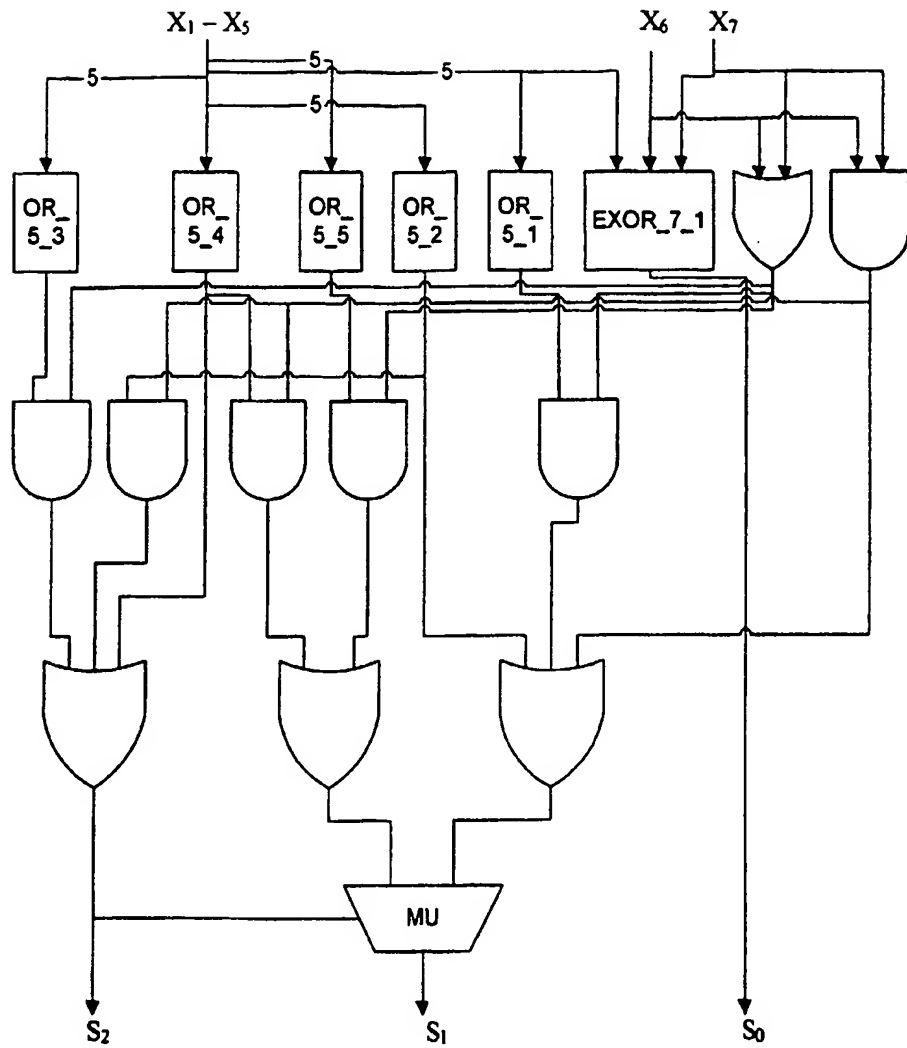 X₁ – X₅
X₆
X₇
5
5
5
5
OR_
5_3
OR_
5_4
OR_
5_5
OR_
5_2
OR_
5_1
EXOR_7_1
MU
S₂
S₁
S₀